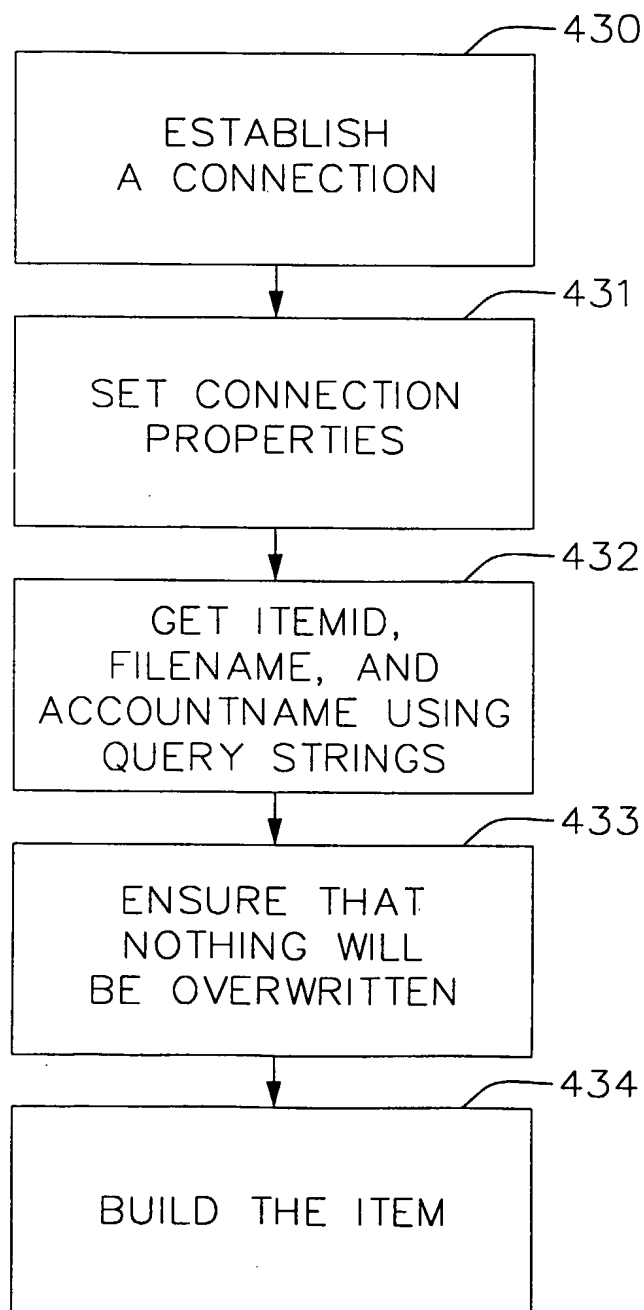 430
ESTABLISH
A CONNECTION
431
SET CONNECTION
PROPERTIES
432
GET ITEMID,
FILENAME, AND
ACCOUNTNAME USING
QUERY STRINGS
433
ENSURE THAT
NOTHING WILL
BE OVERWRITTEN
434
BUILD THE ITEM